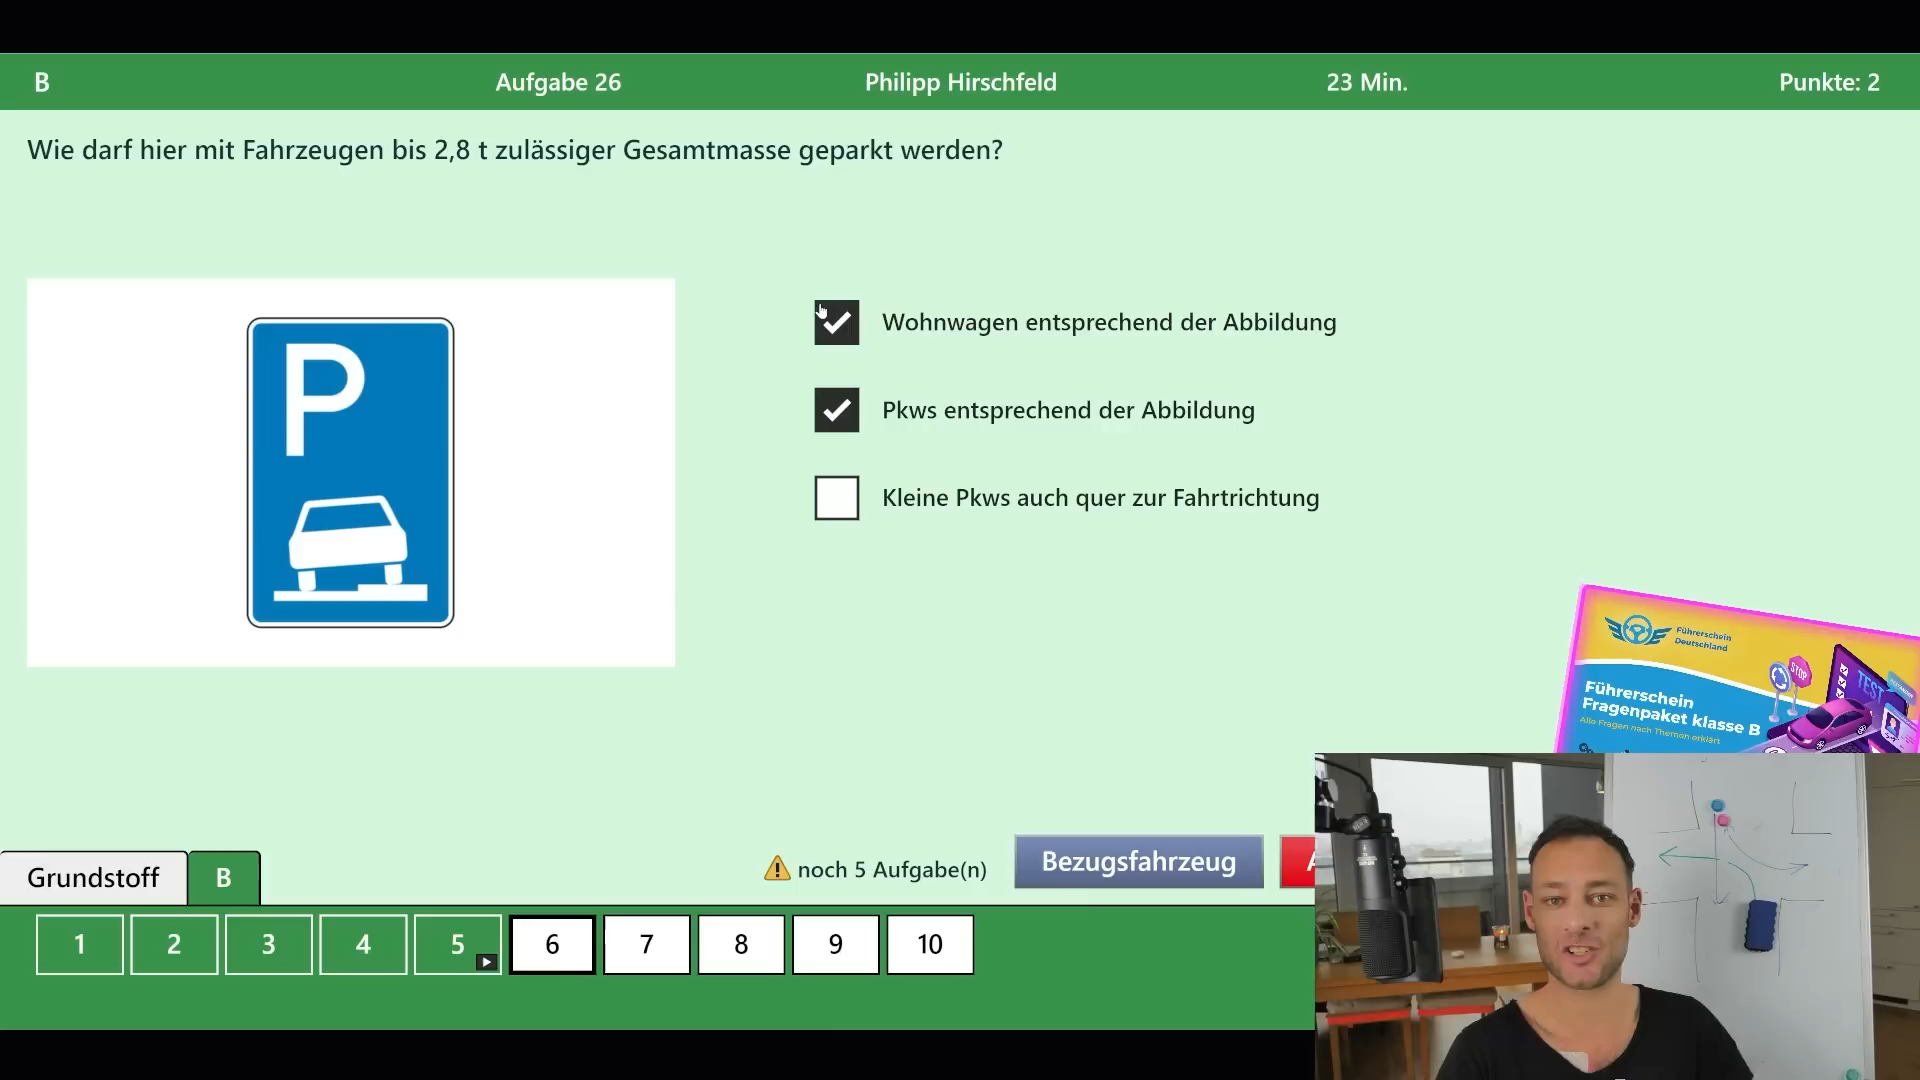 B
Aufgabe 26
Philipp Hirschfeld
23 Min.
Punkte: 2
Wie darf hier mit Fahrzeugen bis 2,8 t zulässiger Gesamtmasse geparkt werden?
P
Wohnwagen entsprechend der Abbildung
Pkws entsprechend der Abbildung
Kleine Pkws auch quer zur Fahrtrichtung
Führerschein
Deutschland
STOP
TEST
Führerschein
Fragenpaket klasse B
Alle Fragen nach Themen erklärt
Grundstoff
B
noch 5 Aufgabe(n)
Bezugsfahrzeug
1
2
3
4
5
6
7
8
9
10